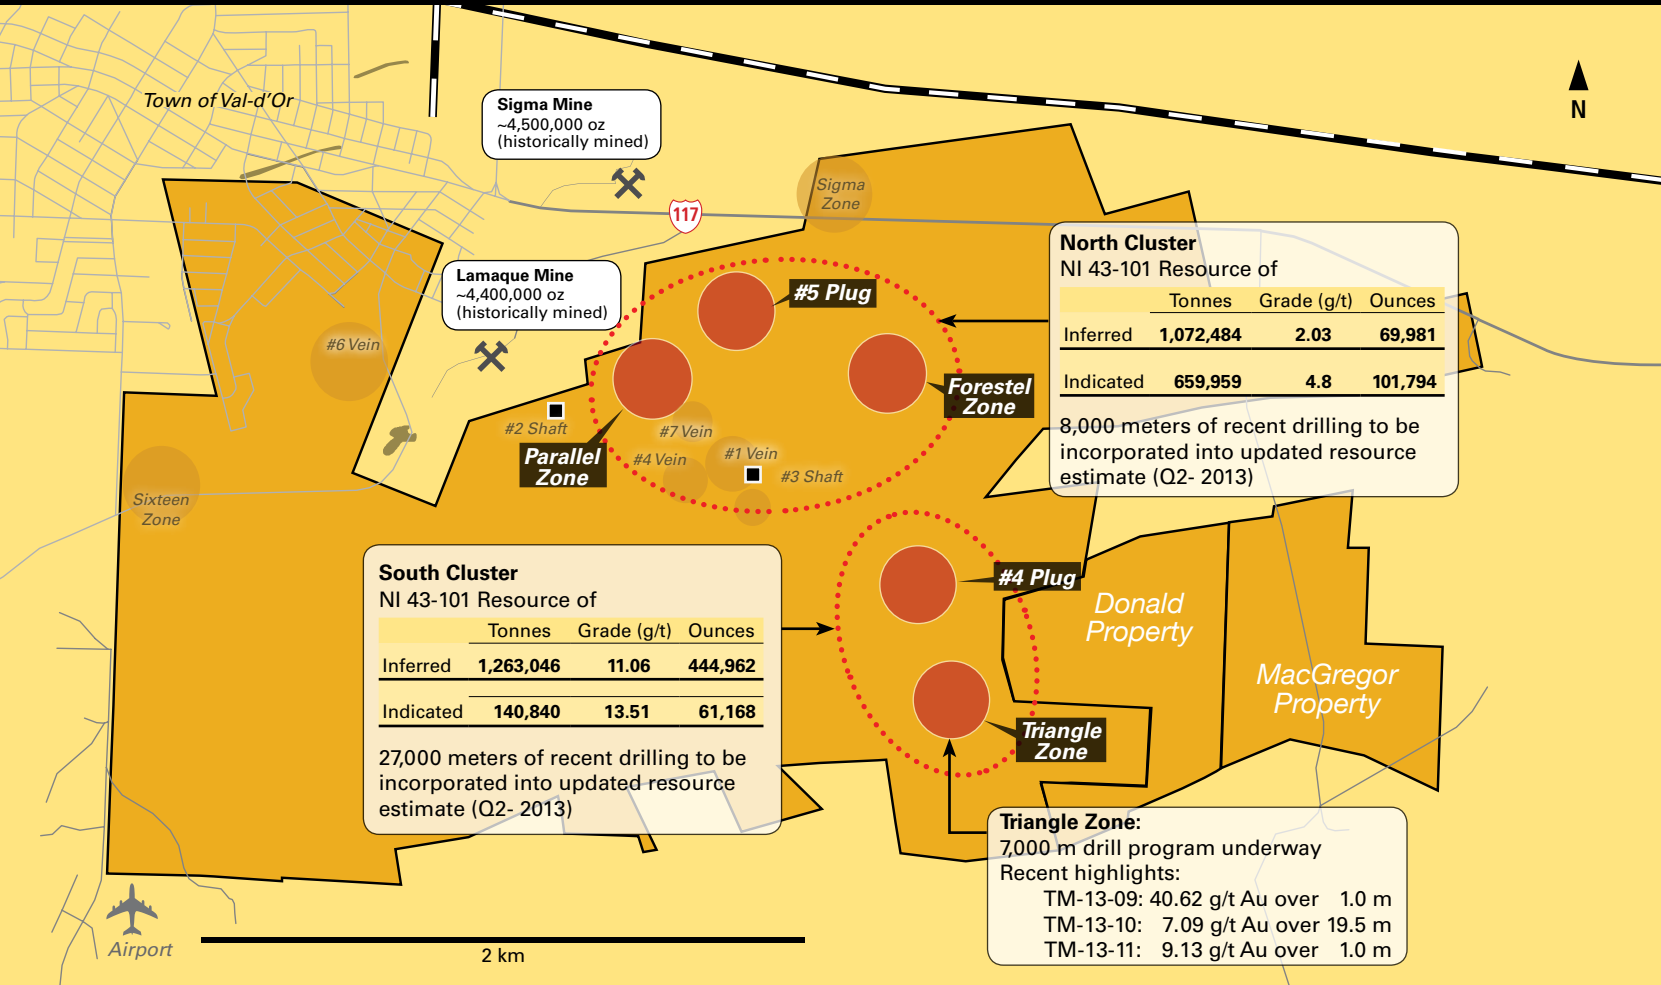 Town of Val-d'Or
Sigma Mine
~4,500,000 oz
(historically mined)
N
Sigma
Zone
117
Lamaque Mine
~4,400,000 oz
(historically mined)
#5 Plug
North Cluster
NI 43-101 Resource of
Tonnes Grade (g/t) Ounces
Inferred 1,072,484 2.03 69,981
Indicated 659,959 4.8 101,794
8,000 meters of recent drilling to be
incorporated into updated resource
estimate (Q2- 2013)
#6 Vein
Forestel
Zone
#2 Shaft
#7 Vein
Parallel
Zone
#4 Vein
#1 Vein
#3 Shaft
Sixteen
Zone
South Cluster
NI 43-101 Resource of
Tonnes Grade (g/t) Ounces
Inferred 1,263,046 11.06 444,962
Indicated 140,840 13.51 61,168
27,000 meters of recent drilling to be
incorporated into updated resource
estimate (Q2- 2013)
#4 Plug
Donald
Property
MacGregor
Property
Triangle
Zone
Triangle Zone:
7,000 m drill program underway
Recent highlights:
TM-13-09: 40.62 g/t Au over 1.0 m
TM-13-10: 7.09 g/t Au over 19.5 m
TM-13-11: 9.13 g/t Au over 1.0 m
Airport
2 km